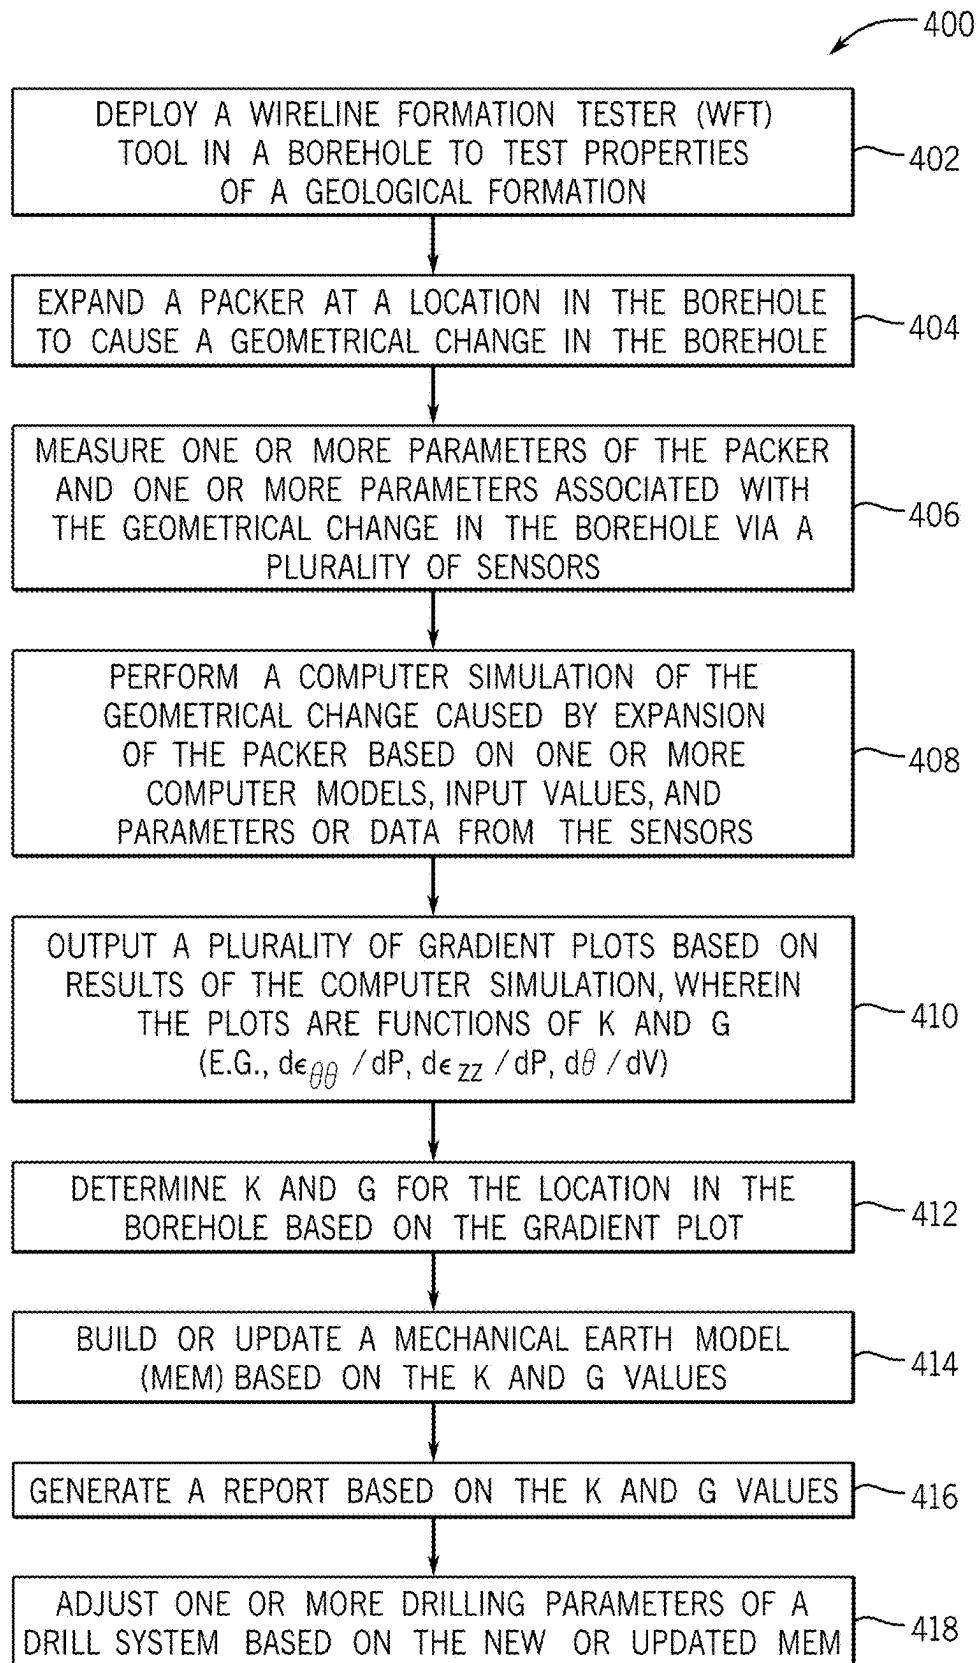 400
DEPLOY A WIRELINE FORMATION TESTER (WFT)
TOOL IN A BOREHOLE TO TEST PROPERTIES
OF A GEOLOGICAL FORMATION
402
EXPAND A PACKER AT A LOCATION IN THE BOREHOLE
TO CAUSE A GEOMETRICAL CHANGE IN THE BOREHOLE
404
MEASURE ONE OR MORE PARAMETERS OF THE PACKER
AND ONE OR MORE PARAMETERS ASSOCIATED WITH
THE GEOMETRICAL CHANGE IN THE BOREHOLE VIA A
PLURALITY OF SENSORS
406
PERFORM A COMPUTER SIMULATION OF THE
GEOMETRICAL CHANGE CAUSED BY EXPANSION
OF THE PACKER BASED ON ONE OR MORE
COMPUTER MODELS, INPUT VALUES, AND
PARAMETERS OR DATA FROM THE SENSORS
408
OUTPUT A PLURALITY OF GRADIENT PLOTS BASED ON
RESULTS OF THE COMPUTER SIMULATION, WHEREIN
THE PLOTS ARE FUNCTIONS OF K AND G
(E.G., dϵθθ /dP, dϵzz /dP, dθ /dV)
410
DETERMINE K AND G FOR THE LOCATION IN THE
BOREHOLE BASED ON THE GRADIENT PLOT
412
BUILD OR UPDATE A MECHANICAL EARTH MODEL
(MEM) BASED ON THE K AND G VALUES
414
GENERATE A REPORT BASED ON THE K AND G VALUES
416
ADJUST ONE OR MORE DRILLING PARAMETERS OF A
DRILL SYSTEM BASED ON THE NEW OR UPDATED MEM
418